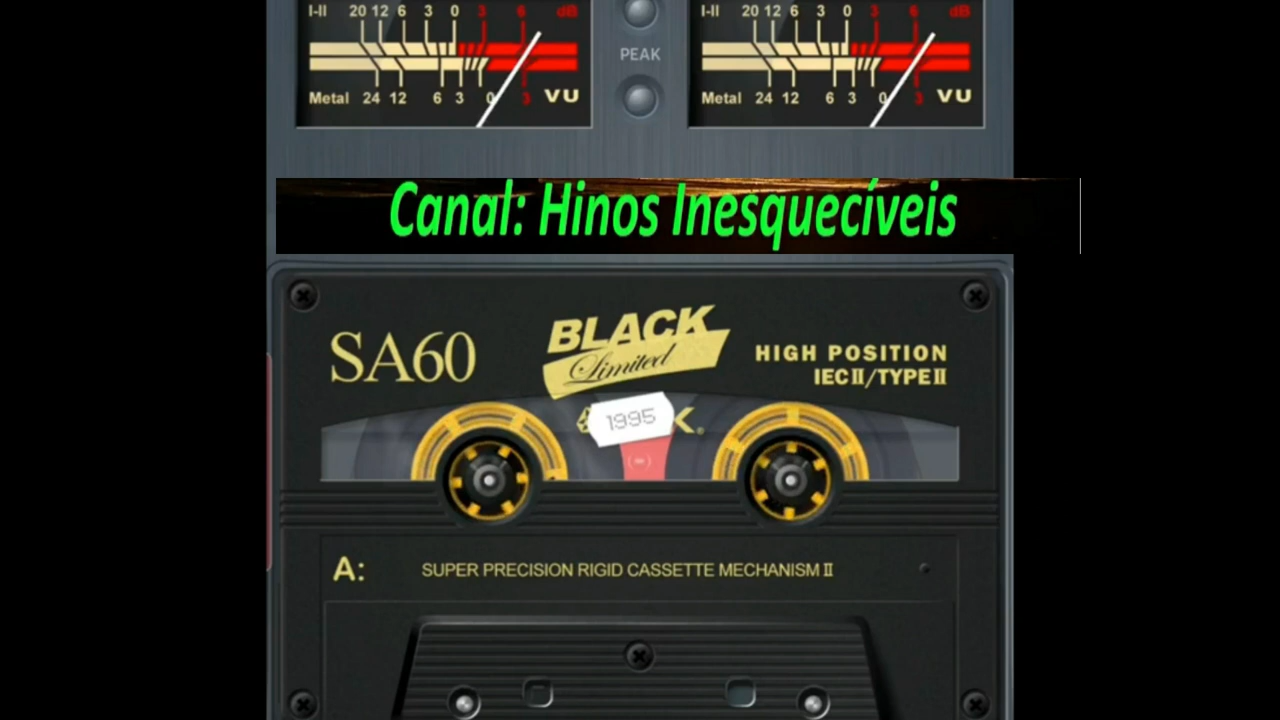 I-II 20 12 6 3 0 3 6 dB
Metal 24 12 6 3 0 3 VU
PEAK
I-II 20 12 6 3 0 3 6 dB
Metal 24 12 6 3 0 3 VU
Canal: Hinos Inesquecíveis
SA60
BLACK
Limited
HIGH POSITION
IECII/TYPEII
1995
A:
SUPER PRECISION RIGID CASSETTE MECHANISM II